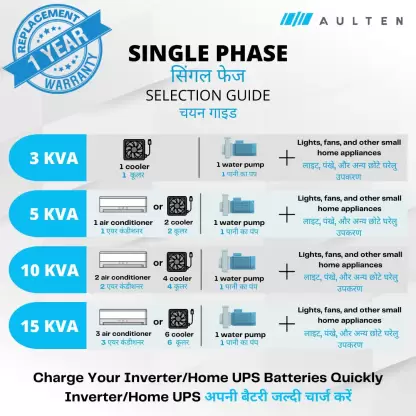 REPLACEMENT
1 YEAR
WARRANTY
AULTEN
SINGLE PHASE
सिंगल फेज
SELECTION GUIDE
चयन गाइड
3 KVA
1 cooler
1 कूलर
1 water pump
1 पानी का पंप
+
Lights, fans, and other small
home appliances
लाइट, पंखे, और अन्य छोटे घरेलु
उपकरण
5 KVA
1 air conditioner
1 एयर कंडीशनर
or
2 cooler
2 कूलर
1 water pump
1 पानी का पंप
+
Lights, fans, and other small
home appliances
लाइट, पंखे, और अन्य छोटे घरेलु
उपकरण
10 KVA
2 air conditioner
2 एयर कंडीशनर
or
4 cooler
4 कूलर
1 water pump
1 पानी का पंप
+
Lights, fans, and other small
home appliances
लाइट, पंखे, और अन्य छोटे घरेलु
उपकरण
15 KVA
3 air conditioner
3 एयर कंडीशनर
or
6 cooler
6 कूलर
1 water pump
1 पानी का पंप
+
Lights, fans, and other small
home appliances
लाइट, पंखे, और अन्य छोटे घरेलु
उपकरण
Charge Your Inverter/Home UPS Batteries Quickly
Inverter/Home UPS अपनी बैटरी जल्दी चार्ज करें